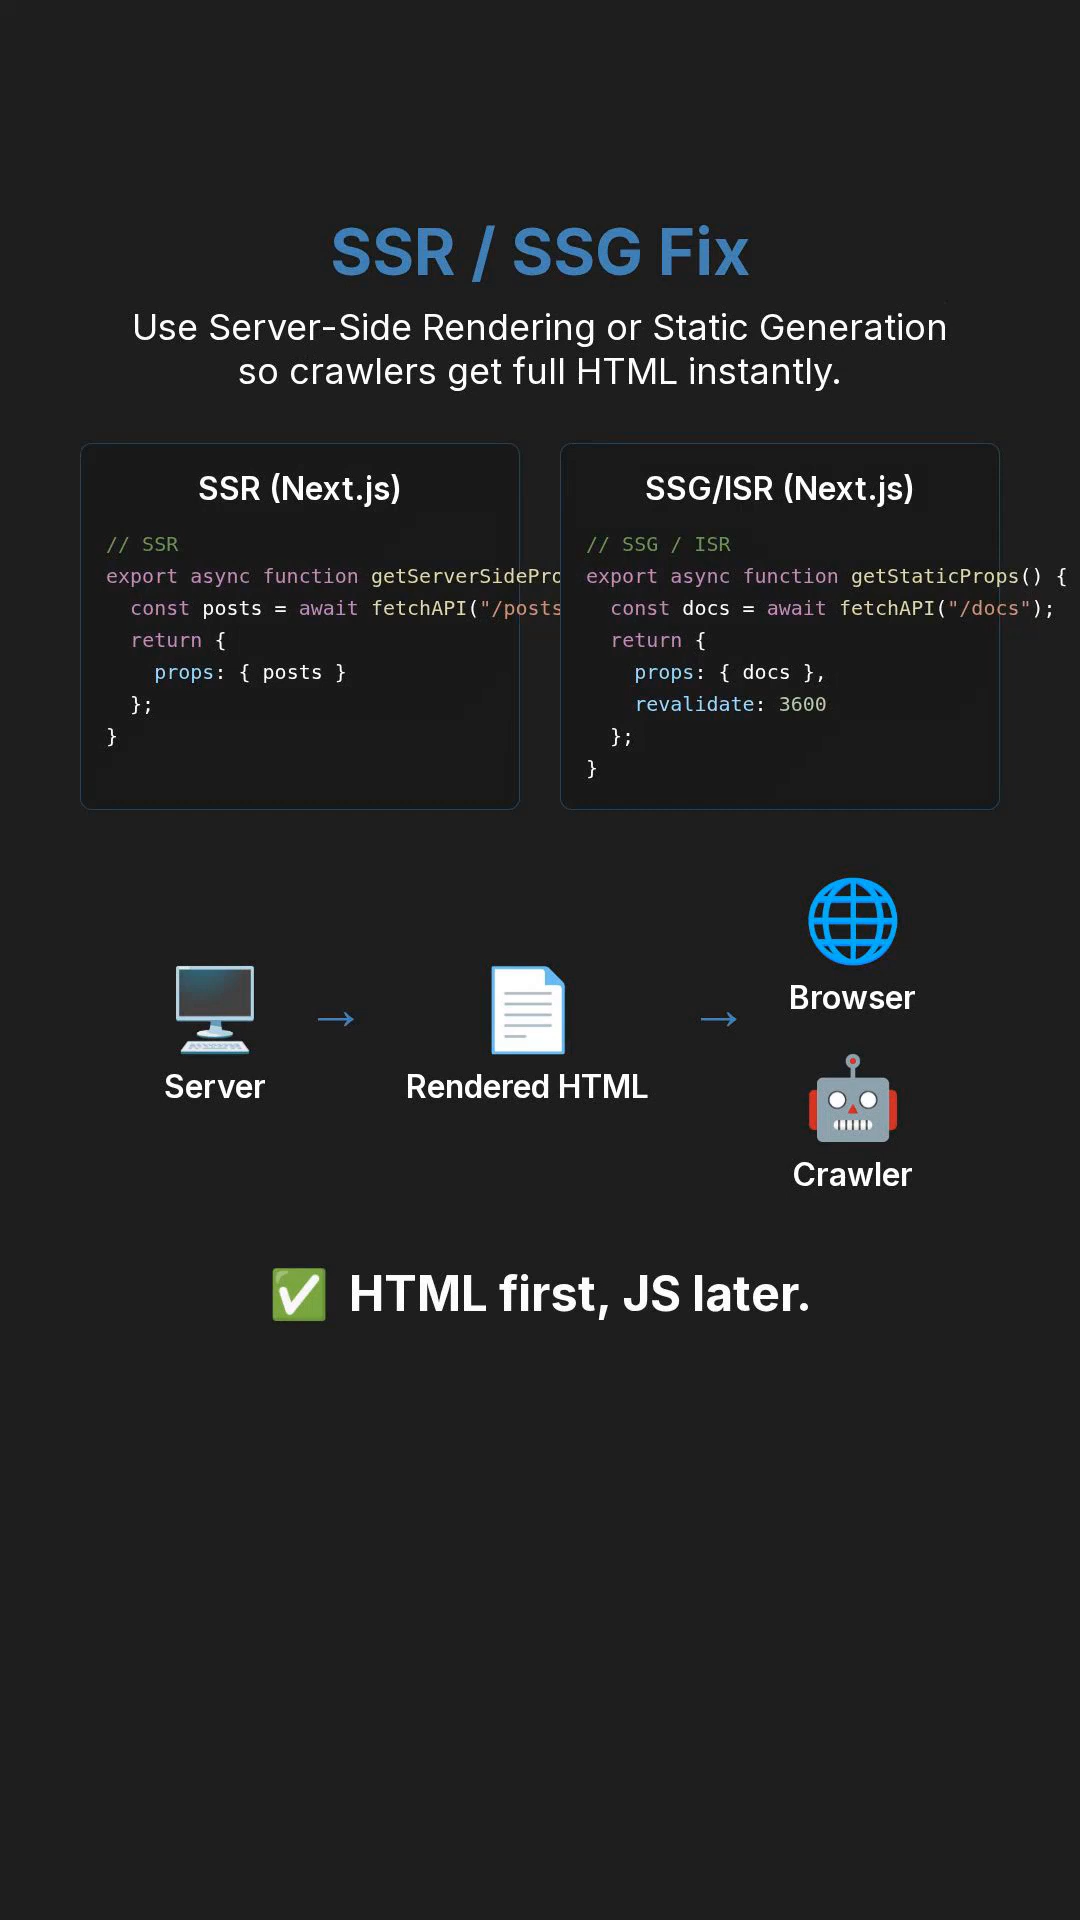 SSR / SSG Fix
Use Server-Side Rendering or Static Generation
so crawlers get full HTML instantly.
SSR (Next.js)
// SSR
export async function getServerSidePro
  const posts = await fetchAPI("/posts
  return {
    props: { posts }
  };
}
SSG/ISR (Next.js)
// SSG / ISR
export async function getStaticProps() {
  const docs = await fetchAPI("/docs");
  return {
    props: { docs },
    revalidate: 3600
  };
}
Server
→
Rendered HTML
→
Browser
Crawler
✅ HTML first, JS later.